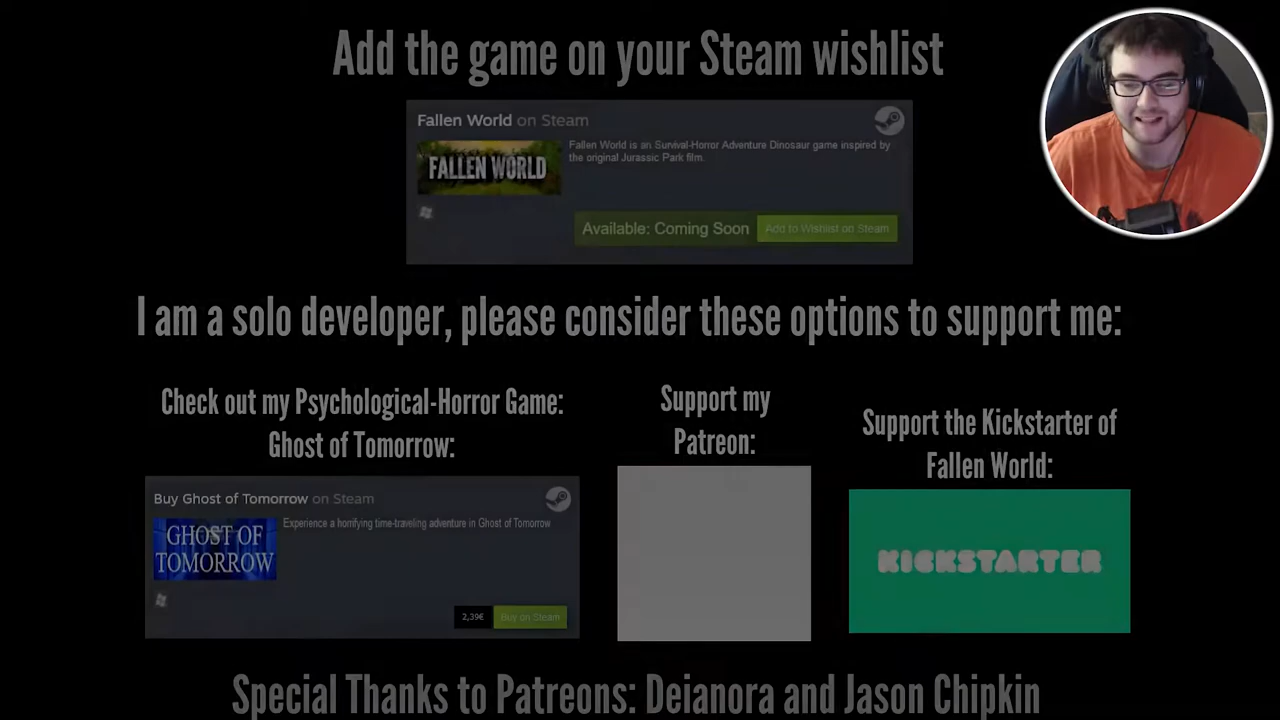 Add the game on your Steam wishlist
Fallen World on Steam
Fallen World is an Survival-Horror Adventure Dinosaur game inspired by
the original Jurassic Park film.
FALLEN WORLD
Available: Coming Soon
Add to Wishlist on Steam
I am a solo developer, please consider these options to support me:
Check out my Psychological-Horror Game:
Ghost of Tomorrow:
Buy Ghost of Tomorrow on Steam
Experience a horrifying time-traveling adventure in Ghost of Tomorrow
GHOST OF
TOMORROW
2,39€
Buy on Steam
Support my
Patreon:
Support the Kickstarter of
Fallen World:
KICKSTARTER
Special Thanks to Patreons: Deianora and Jason Chipkin